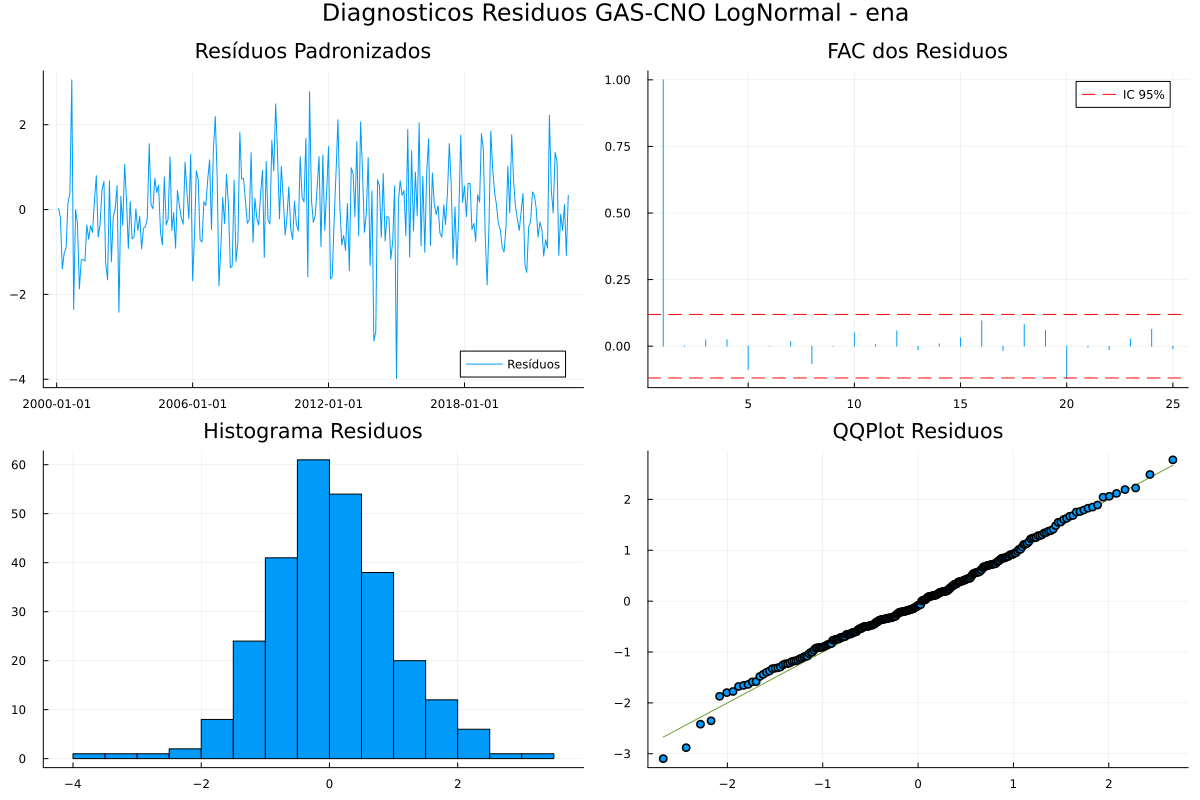 Diagnosticos Residuos GAS-CNO LogNormal - ena
Resíduos Padronizados
2
0
−2
−4
Resíduos
2000-01-01 2006-01-01 2012-01-01 2018-01-01
FAC dos Residuos
1.00
0.75
0.50
0.25
0.00
IC 95%
5 10 15 20 25
Histograma Residuos
60
50
40
30
20
10
0
−4 −2 0 2
QQPlot Residuos
2
1
0
−1
−2
−3
−2 −1 0 1 2